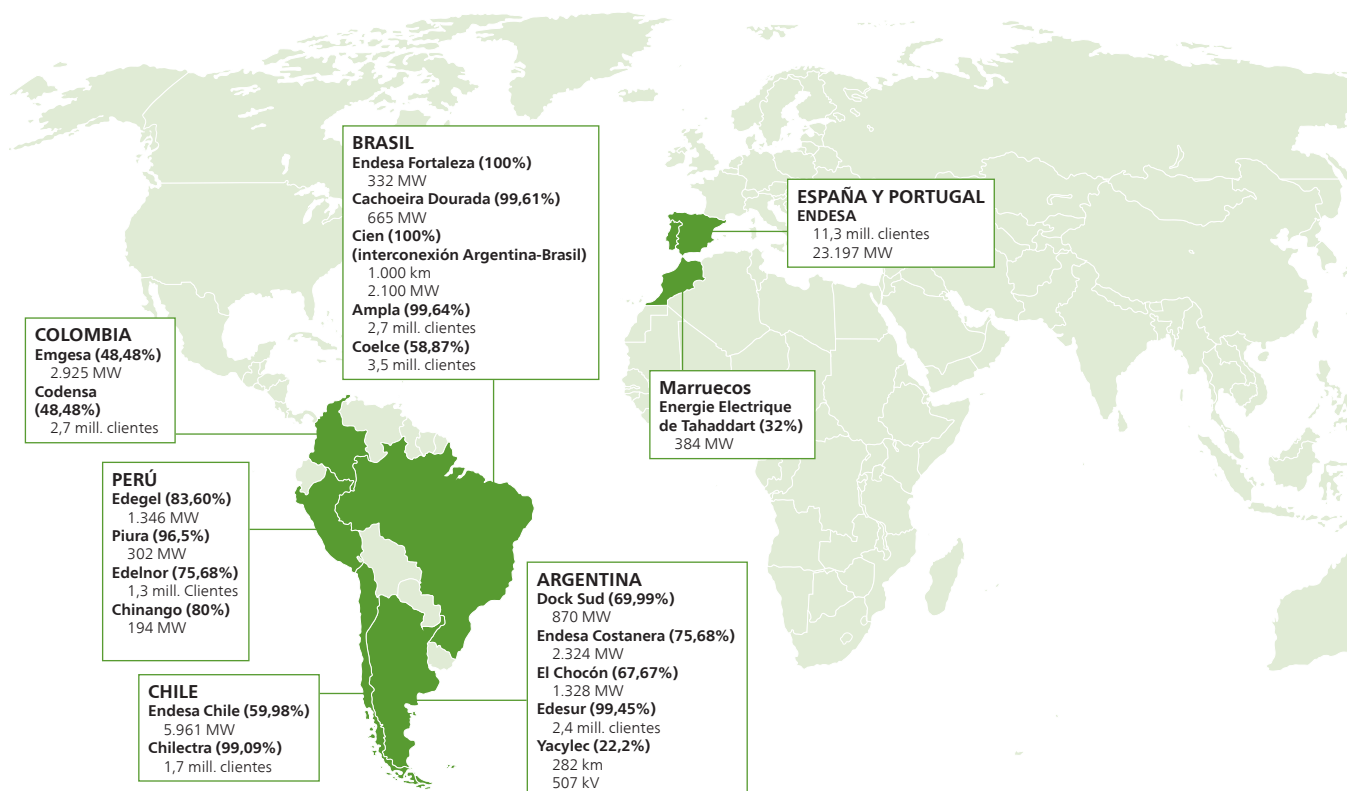 BRASIL
Endesa Fortaleza (100%)
332 MW
Cachoeira Dourada (99,61%)
665 MW
Cien (100%)
(interconexión Argentina-Brasil)
1.000 km
2.100 MW
Ampla (99,64%)
2,7 mill. clientes
Coelce (58,87%)
3,5 mill. clientes
ESPAÑA Y PORTUGAL
ENDESA
11,3 mill. clientes
23.197 MW
COLOMBIA
Emgesa (48,48%)
2.925 MW
Codensa
(48,48%)
2,7 mill. clientes
Marruecos
Energie Electrique
de Tahaddart (32%)
384 MW
PERÚ
Edegel (83,60%)
1.346 MW
Piura (96,5%)
302 MW
Edelnor (75,68%)
1,3 mill. Clientes
Chinango (80%)
194 MW
ARGENTINA
Dock Sud (69,99%)
870 MW
Endesa Costanera (75,68%)
2.324 MW
El Chocón (67,67%)
1.328 MW
Edesur (99,45%)
2,4 mill. clientes
Yacylec (22,2%)
282 km
507 kV
CHILE
Endesa Chile (59,98%)
5.961 MW
Chilectra (99,09%)
1,7 mill. clientes